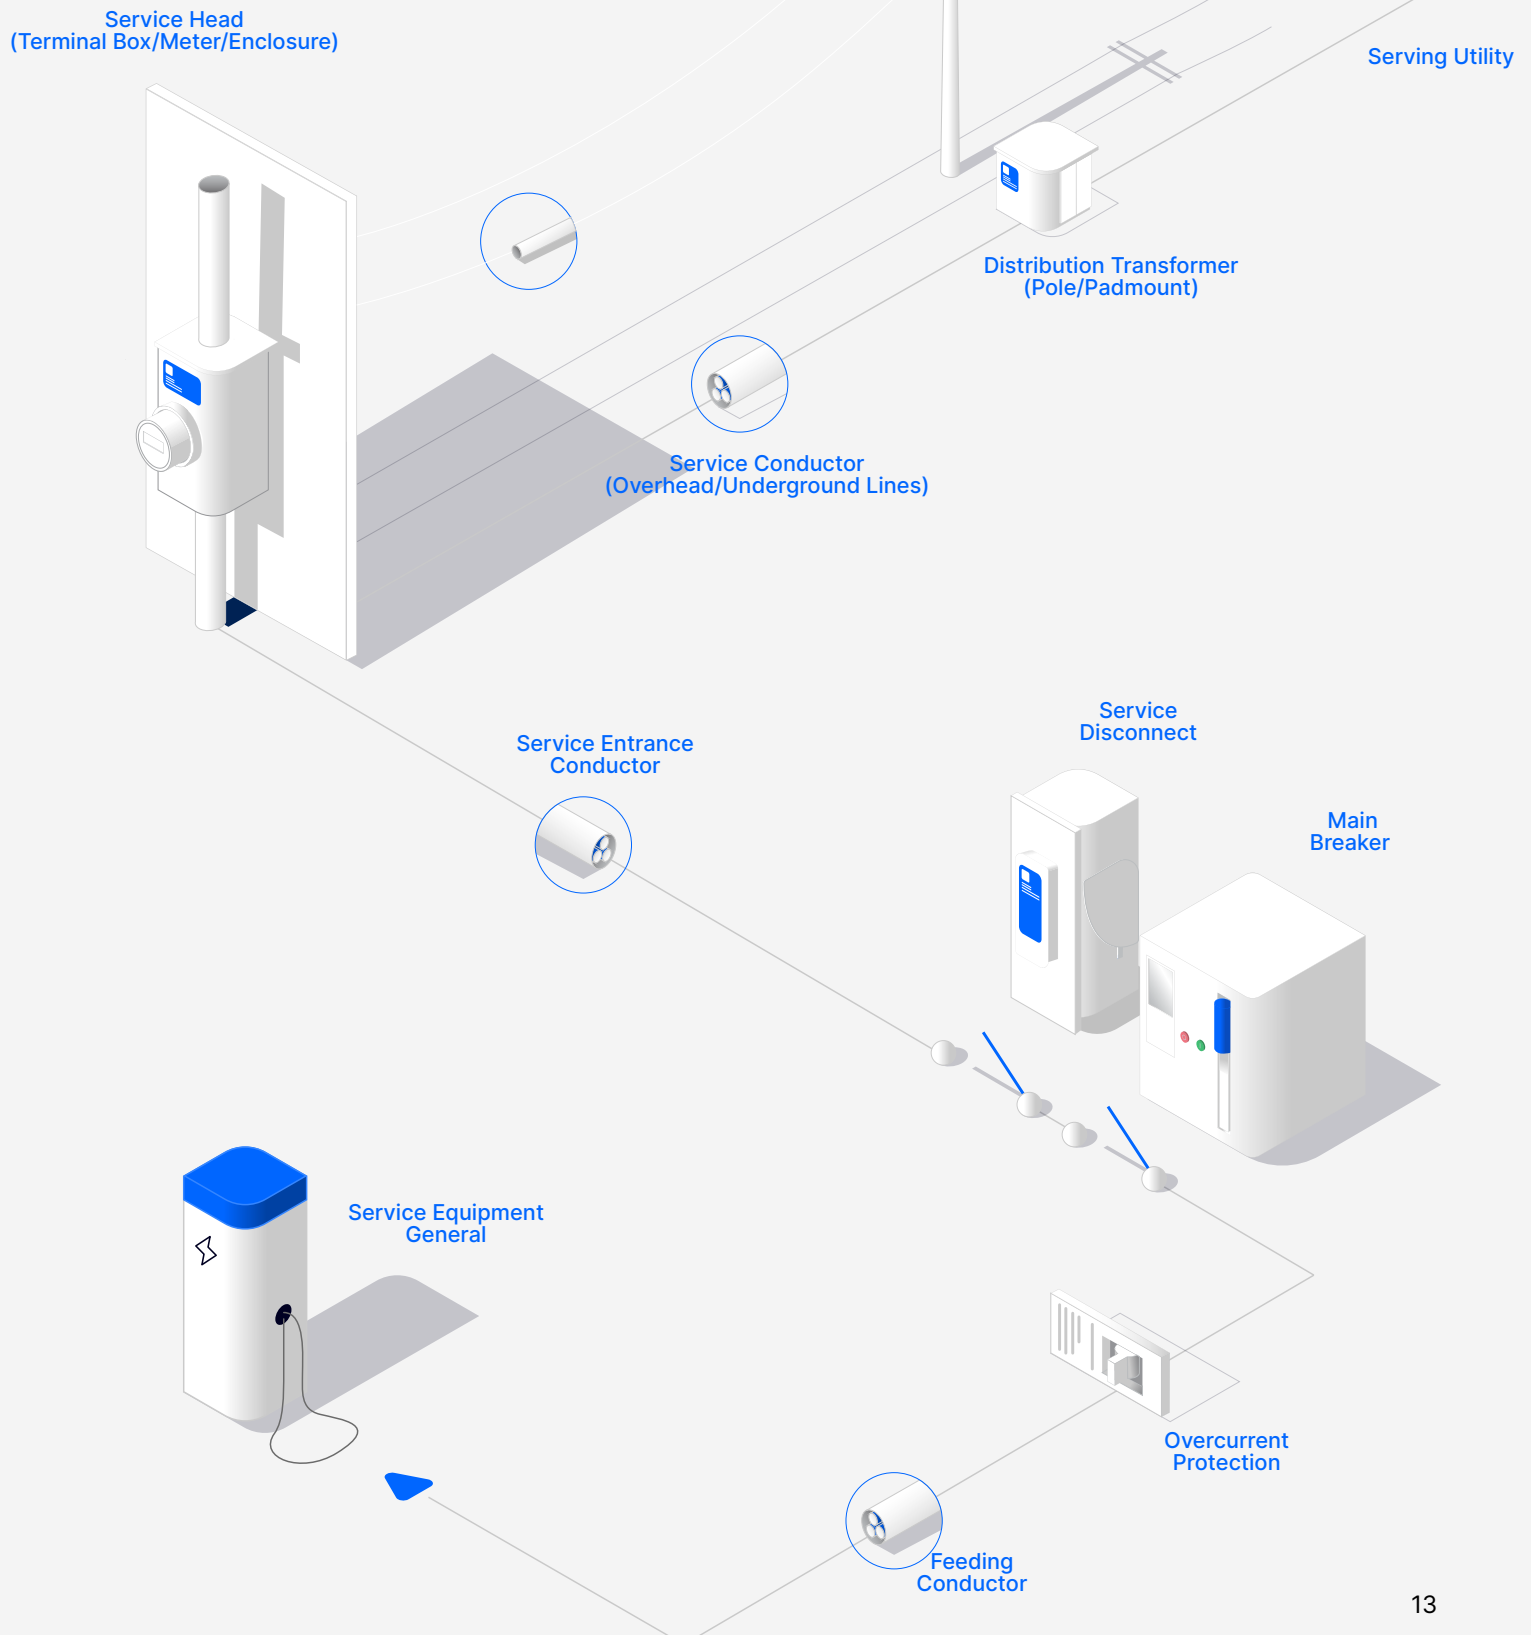 Service Head
(Terminal Box/Meter/Enclosure)
Serving Utility
Distribution Transformer
(Pole/Padmount)
Service Conductor
(Overhead/Underground Lines)
Service Entrance
Conductor
Service
Disconnect
Main
Breaker
Service Equipment
General
Overcurrent
Protection
Feeding
Conductor
13